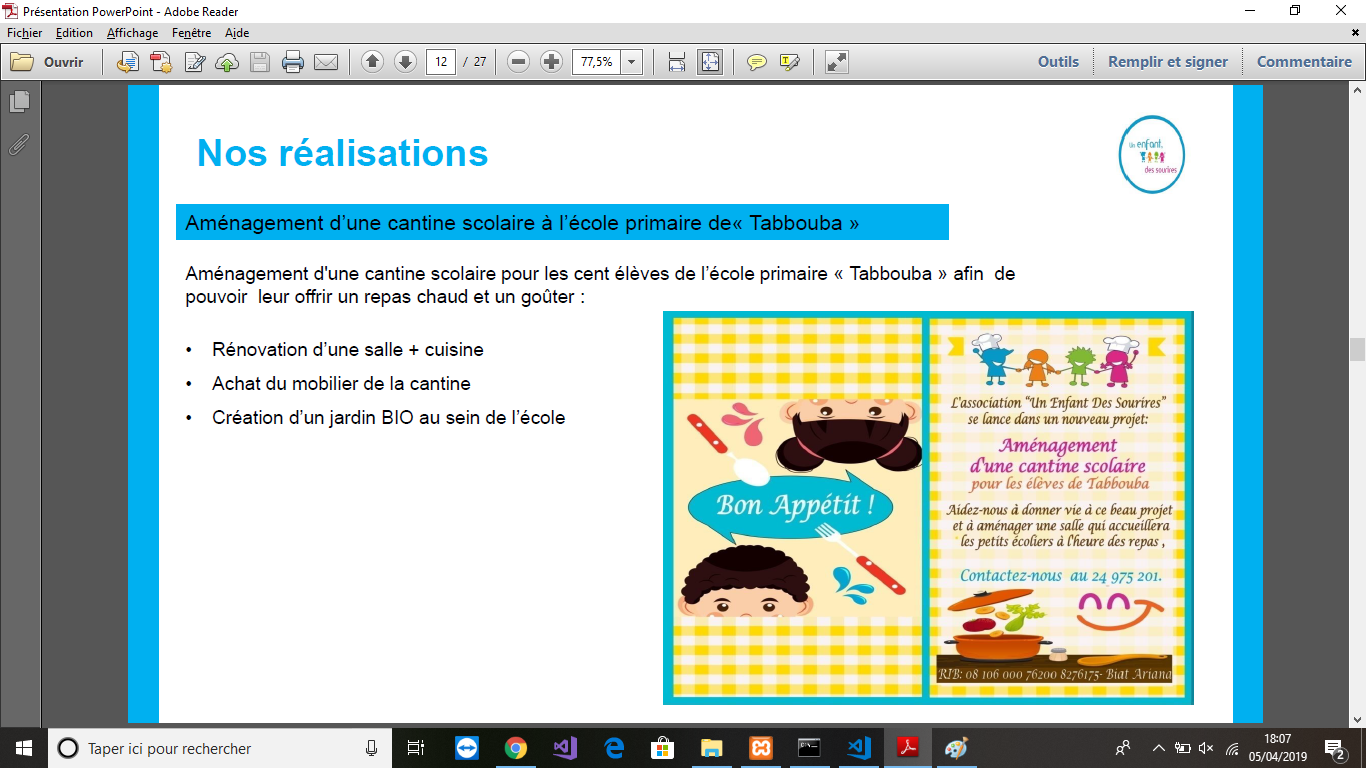 Présentation PowerPoint - Adobe Reader
Fichier Edition Affichage Fenêtre Aide
Ouvrir 12 / 27 77,5% Outils Remplir et signer Commentaire
Nos réalisations
un enfant,
des sourires
Aménagement d’une cantine scolaire à l’école primaire de« Tabbouba »
Aménagement d'une cantine scolaire pour les cent élèves de l’école primaire « Tabbouba » afin de
pouvoir leur offrir un repas chaud et un goûter :
• Rénovation d’une salle + cuisine
• Achat du mobilier de la cantine
• Création d’un jardin BIO au sein de l’école
Bon Appétit !
L'association "Un Enfant Des Sourires"
se lance dans un nouveau projet:
Aménagement
d'une cantine scolaire
pour les élèves de Tabbouba
Aidez-nous à donner vie à ce beau projet
et à aménager une salle qui accueillera
les petits écoliers à l'heure des repas ,
Contactez-nous au 24 975 201.
RIB: 08 106 000 76200 8276175- Biat Ariana
Taper ici pour rechercher
18:07
05/04/2019
2